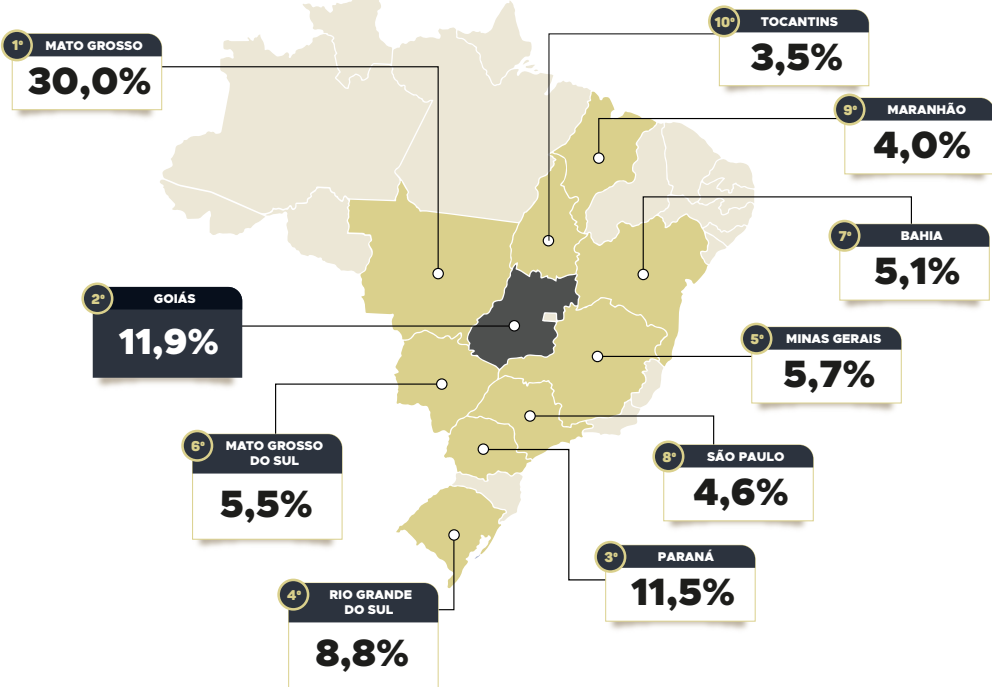 1º MATO GROSSO
30,0%
10º TOCANTINS
3,5%
9º MARANHÃO
4,0%
7º BAHIA
5,1%
2º GOIÁS
11,9%
5º MINAS GERAIS
5,7%
6º MATO GROSSO
DO SUL
5,5%
8º SÃO PAULO
4,6%
3º PARANÁ
11,5%
4º RIO GRANDE
DO SUL
8,8%